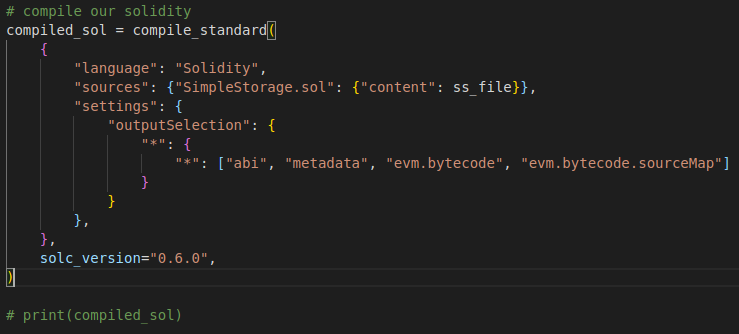 # compile our solidity
compiled_sol = compile_standard(
    {
        "language": "Solidity",
        "sources": {"SimpleStorage.sol": {"content": ss_file}},
        "settings": {
            "outputSelection": {
                "*": {
                    "*": ["abi", "metadata", "evm.bytecode", "evm.bytecode.sourceMap"]
                }
            }
        },
    },
    solc_version="0.6.0",
)
# print(compiled_sol)